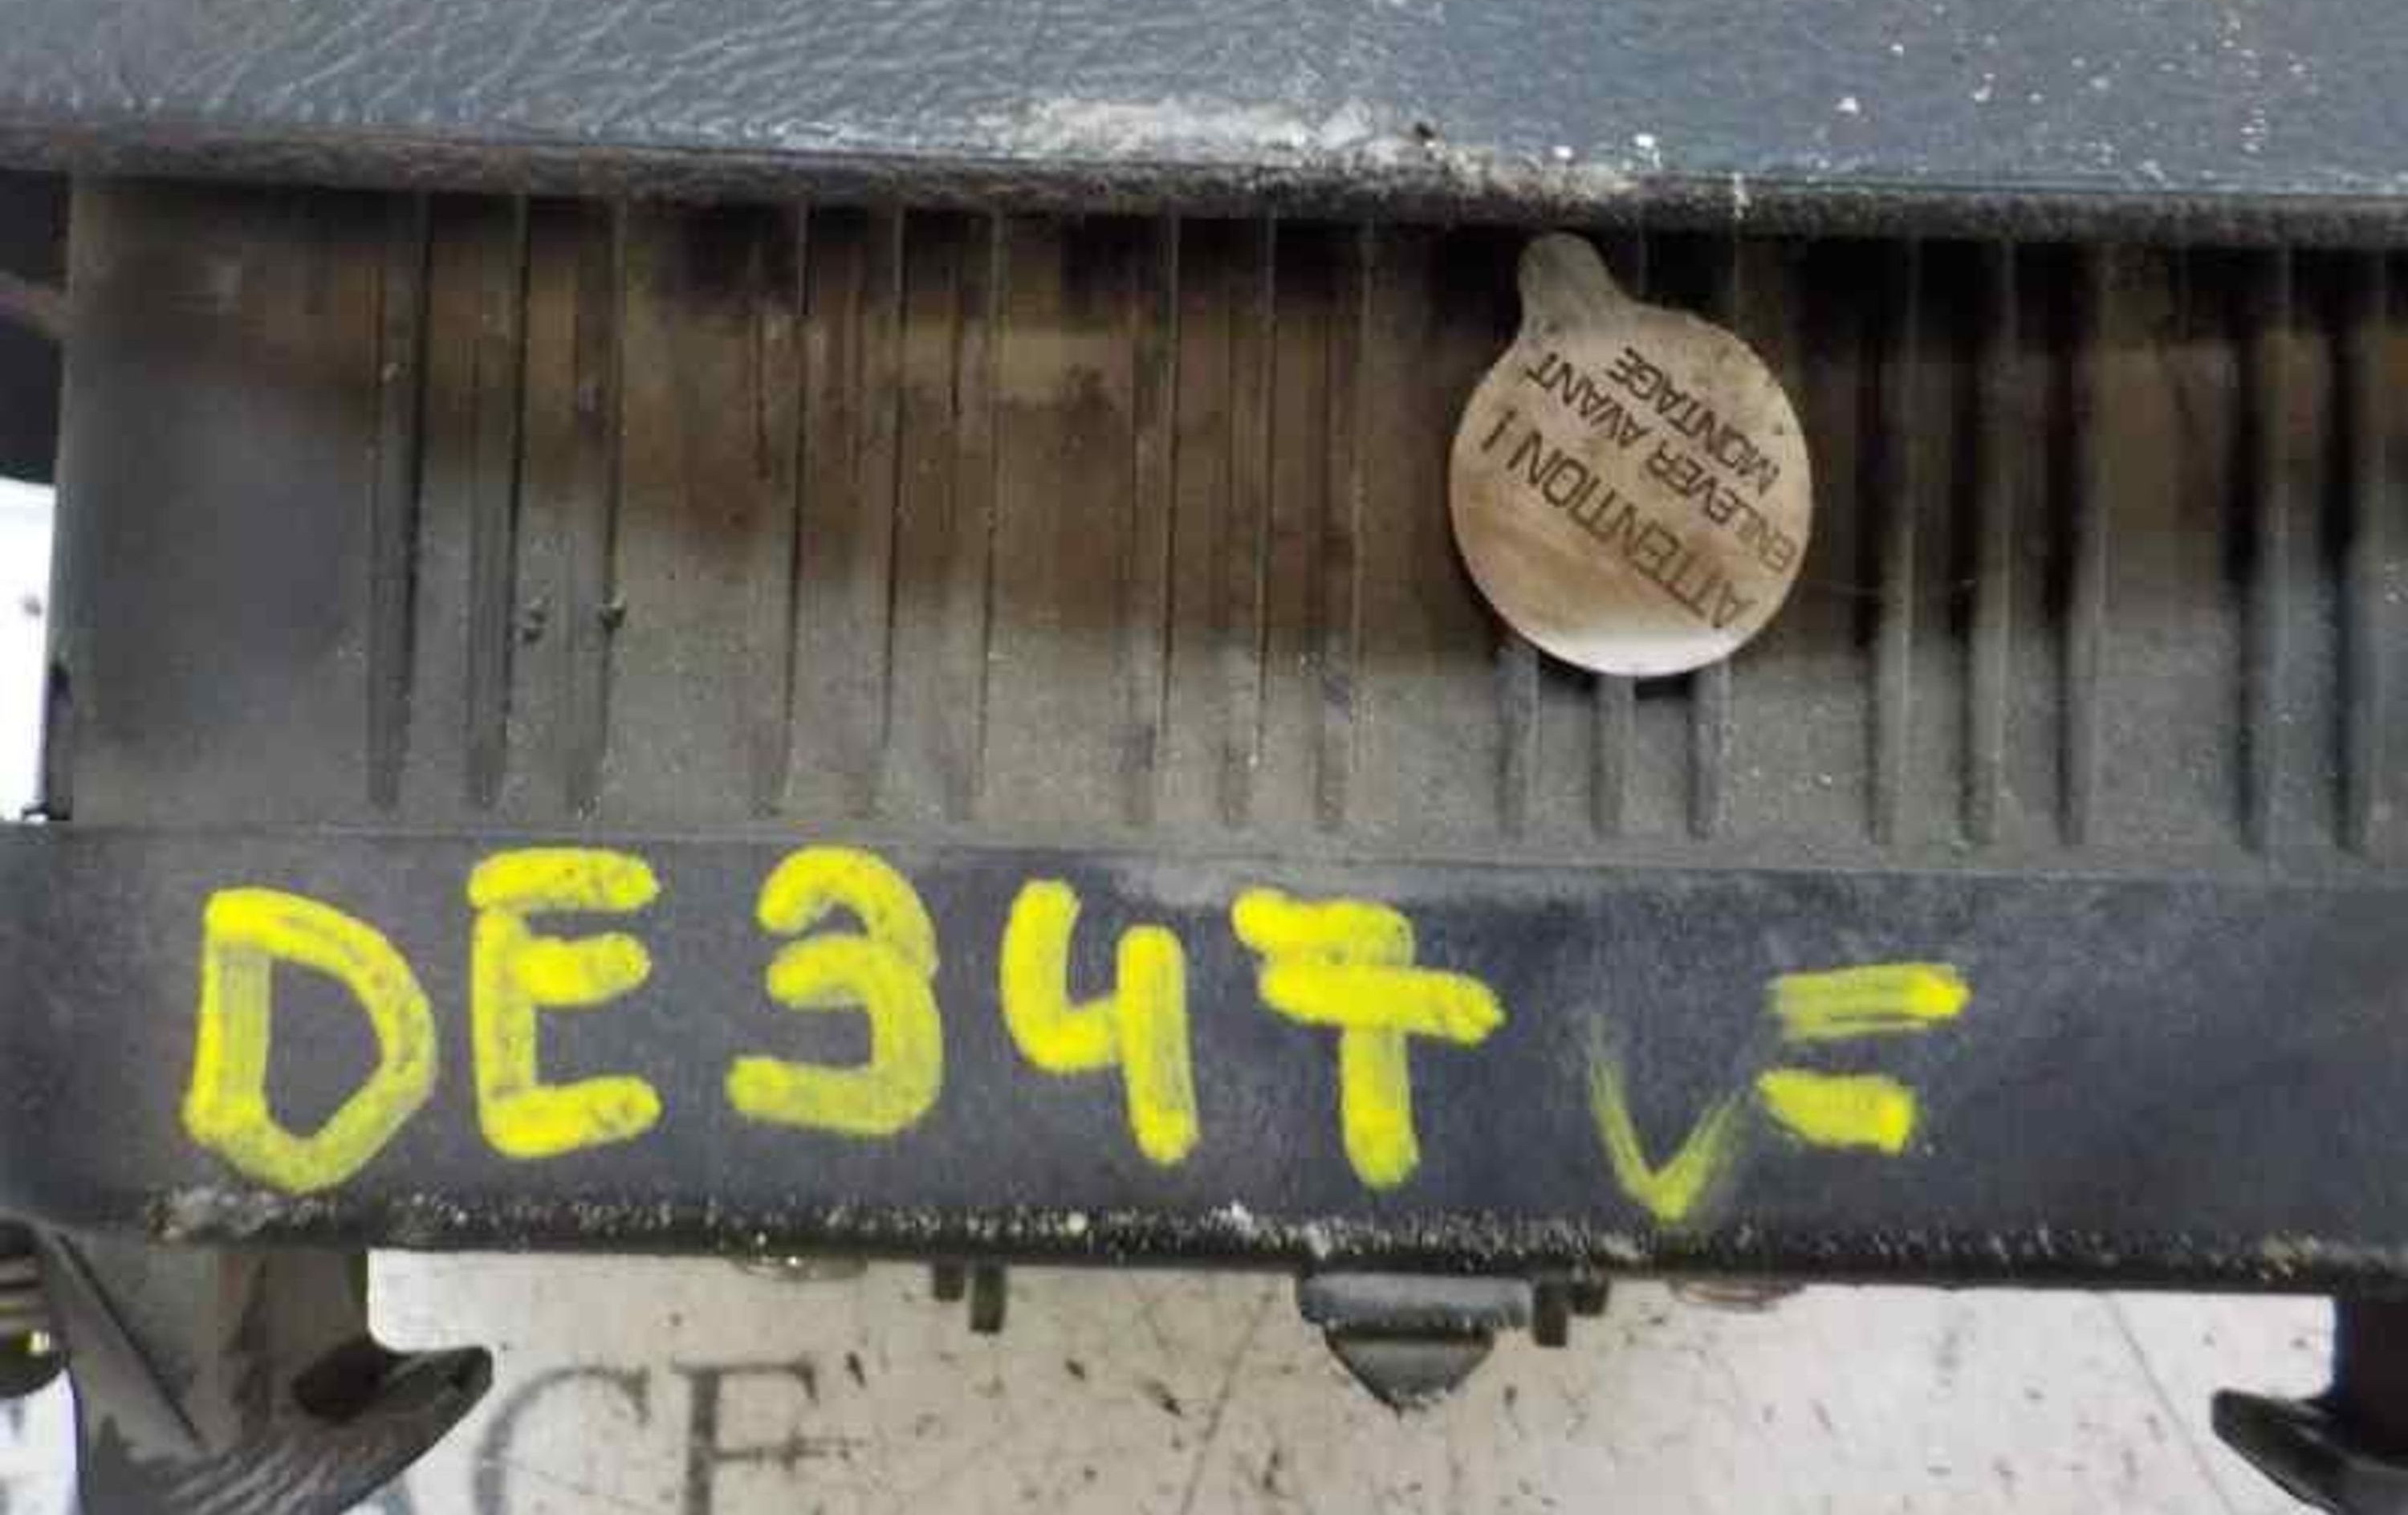 ATTENTION !
ENLEVER AVANT
MONTAGE
DE347 V=